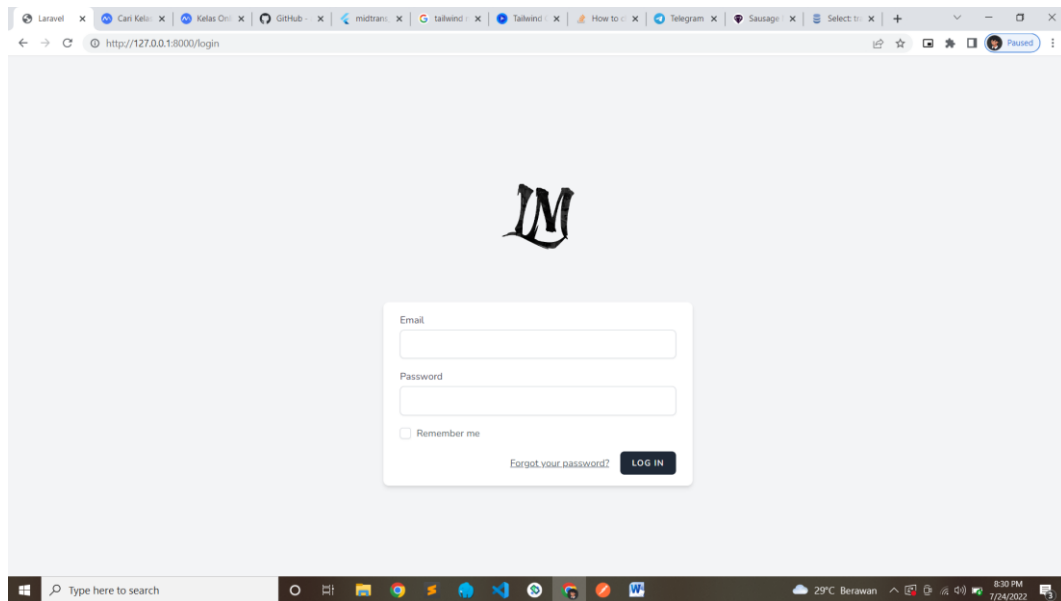 Laravel Cari Kelas Kelas Onl GitHub - midtrans tailwind r Tailwind How to c Telegram Sausage Select: tr
http://127.0.0.1:8000/login Paused
LM
Email
Password
Remember me
Forgot your password? LOG IN
Type here to search 29°C Berawan 8:30 PM
7/24/2022